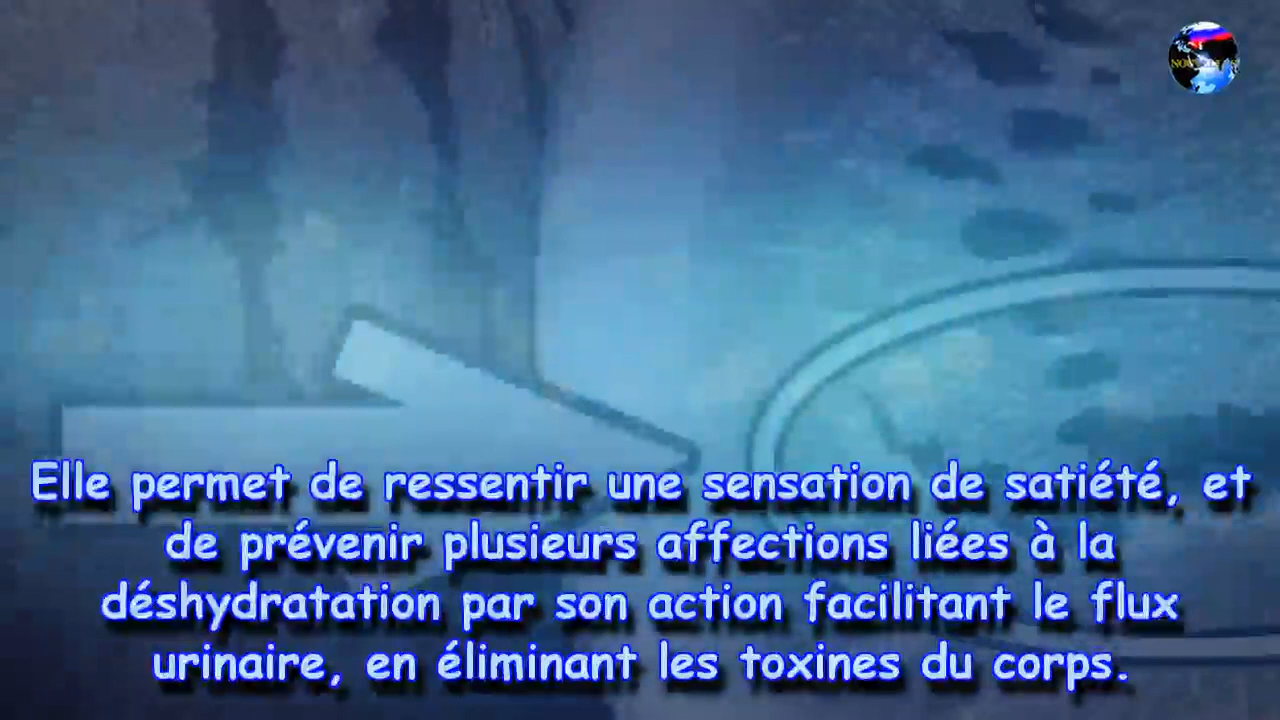 Elle permet de ressentir une sensation de satiété, et
de prévenir plusieurs affections liées à la
déshydratation par son action facilitant le flux
urinaire, en éliminant les toxines du corps.